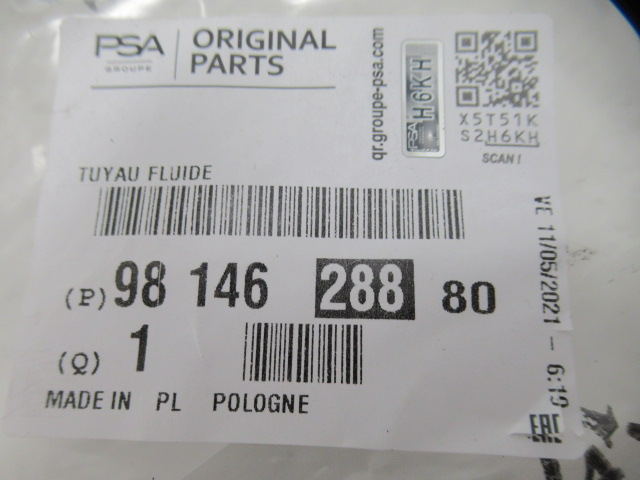 PSA
GROUPE
ORIGINAL
PARTS
qr.groupe-psa.com
PSA H6KH
X5T51K
S2H6KH
SCAN!
TUYAU FLUIDE
(P) 98 146 288 80
(Q) 1
MADE IN PL POLOGNE
VE 11/05/2021 - 6:19
EAC